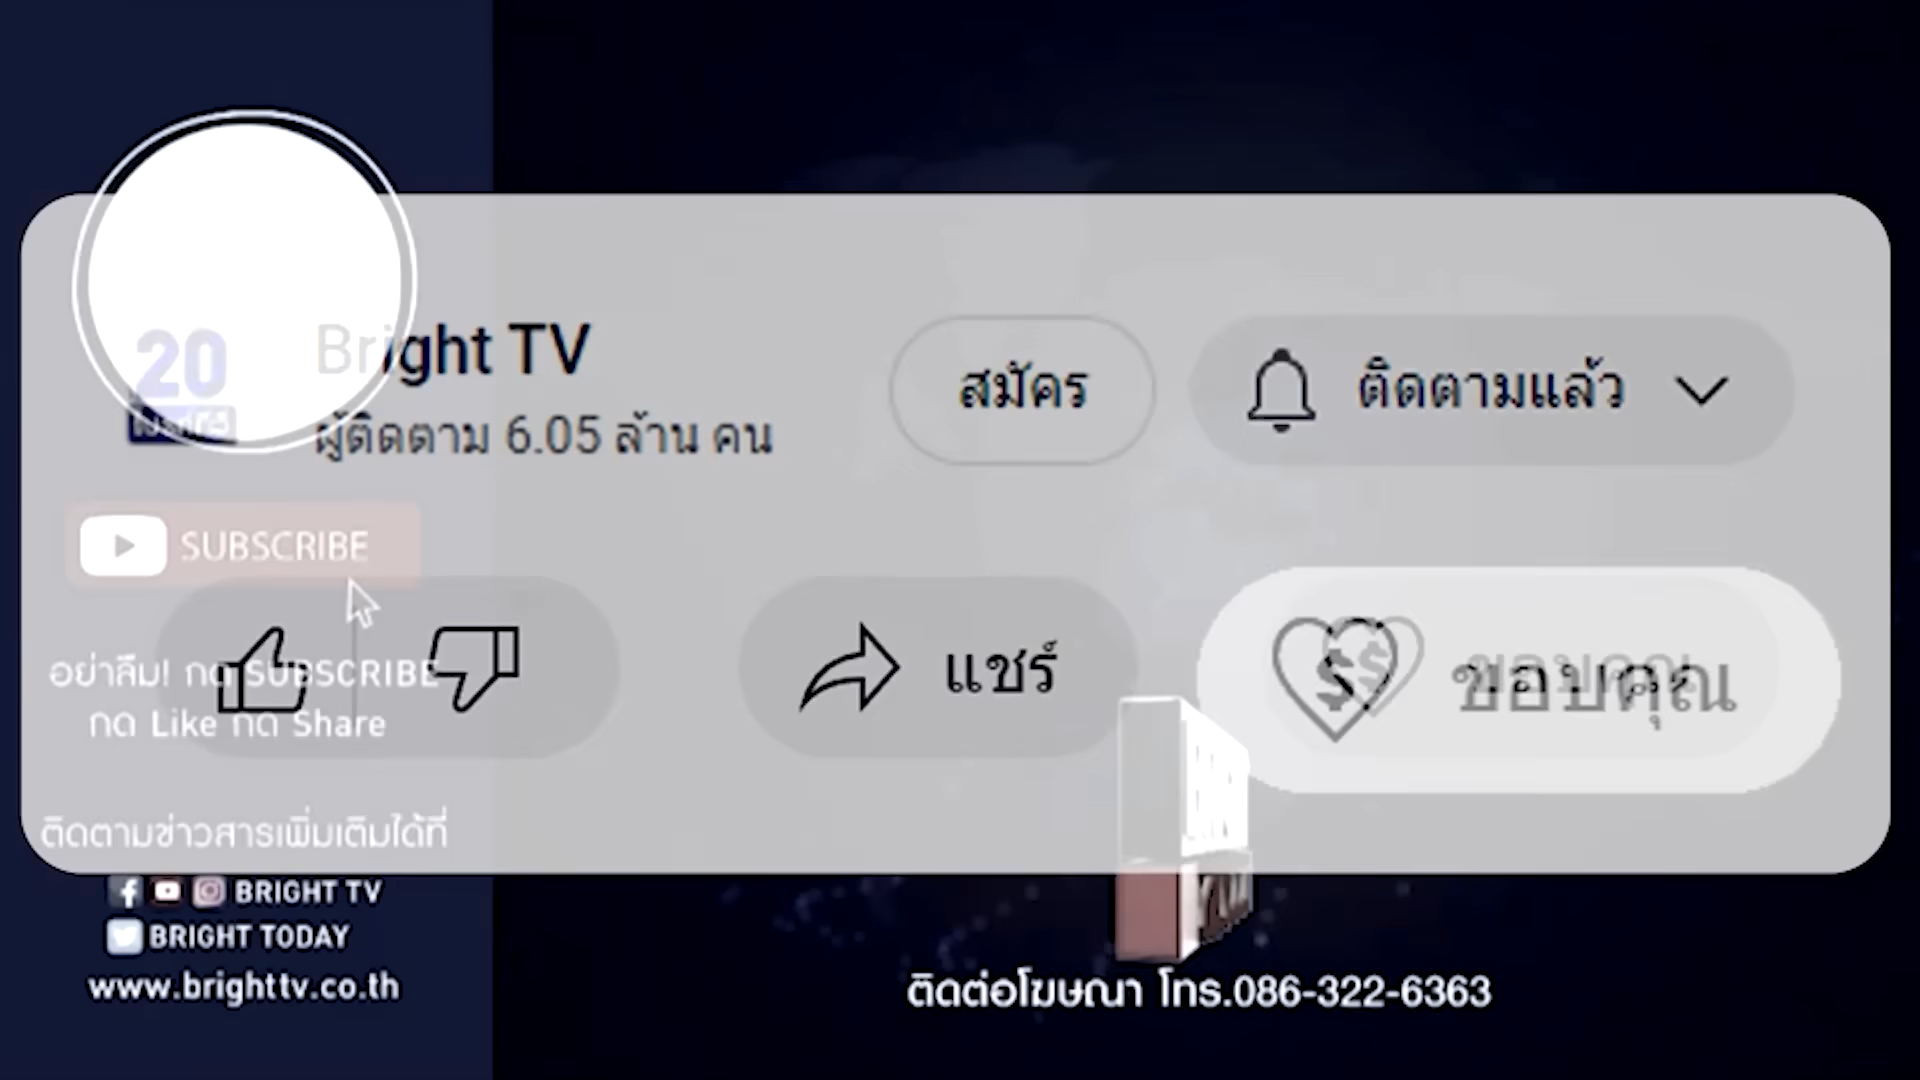 20
Bright TV
ผู้ติดตาม 6.05 ล้าน คน
สมัคร
ติดตามแล้ว
SUBSCRIBE
แชร์
ขอบคุณ
อย่าลืม! กด SUBSCRIBE
กด Like กด Share
ติดตามข่าวสารเพิ่มเติมได้ที่
BRIGHT TV
BRIGHT TODAY
www.brighttv.co.th
ติดต่อโฆษณา โทร.086-322-6363